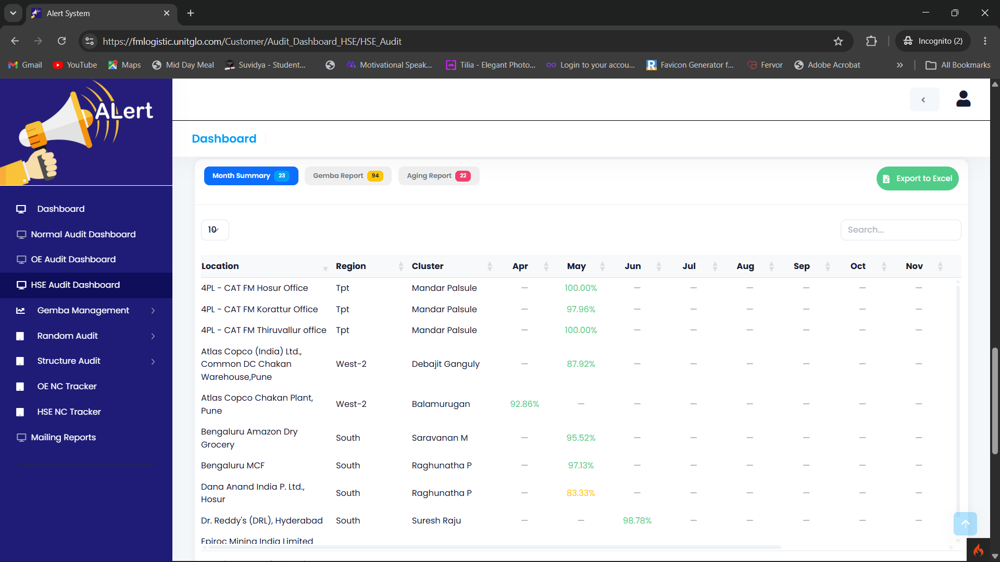 Alert System
https://fmlogistic.unitglo.com/Customer/Audit_Dashboard_HSE/HSE_Audit
Incognito (2)
Gmail
YouTube
Maps
Mid Day Meal
Suvidya - Student...
Motivational Speak...
Tilia - Elegant Photo...
Login to your accou...
Favicon Generator f...
Fervor
Adobe Acrobat
All Bookmarks
ALert
Dashboard
Normal Audit Dashboard
OE Audit Dashboard
HSE Audit Dashboard
Gemba Management
Random Audit
Structure Audit
OE NC Tracker
HSE NC Tracker
Mailing Reports
Dashboard
Month Summary 23
Gemba Report 94
Aging Report 22
Export to Excel
10
Search...
Location Region Cluster Apr May Jun Jul Aug Sep Oct Nov
4PL - CAT FM Hosur Office Tpt Mandar Palsule — 100.00% — — — — — —
4PL - CAT FM Korattur Office Tpt Mandar Palsule — 97.96% — — — — — —
4PL - CAT FM Thiruvallur office Tpt Mandar Palsule — 100.00% — — — — — —
Atlas Copco (India) Ltd.,
Common DC Chakan West-2 Debajit Ganguly — 87.92% — — — — — —
Warehouse,Pune
Atlas Copco Chakan Plant,
Pune West-2 Balamurugan 92.86% — — — — — — —
Bengaluru Amazon Dry
Grocery South Saravanan M — 95.52% — — — — — —
Bengaluru MCF South Raghunatha P — 97.13% — — — — — —
Dana Anand India P. Ltd.,
Hosur South Raghunatha P — 83.33% — — — — — —
Dr. Reddy's (DRL), Hyderabad South Suresh Raju — — 98.78% — — — — —
Epiroc Mining India Limited